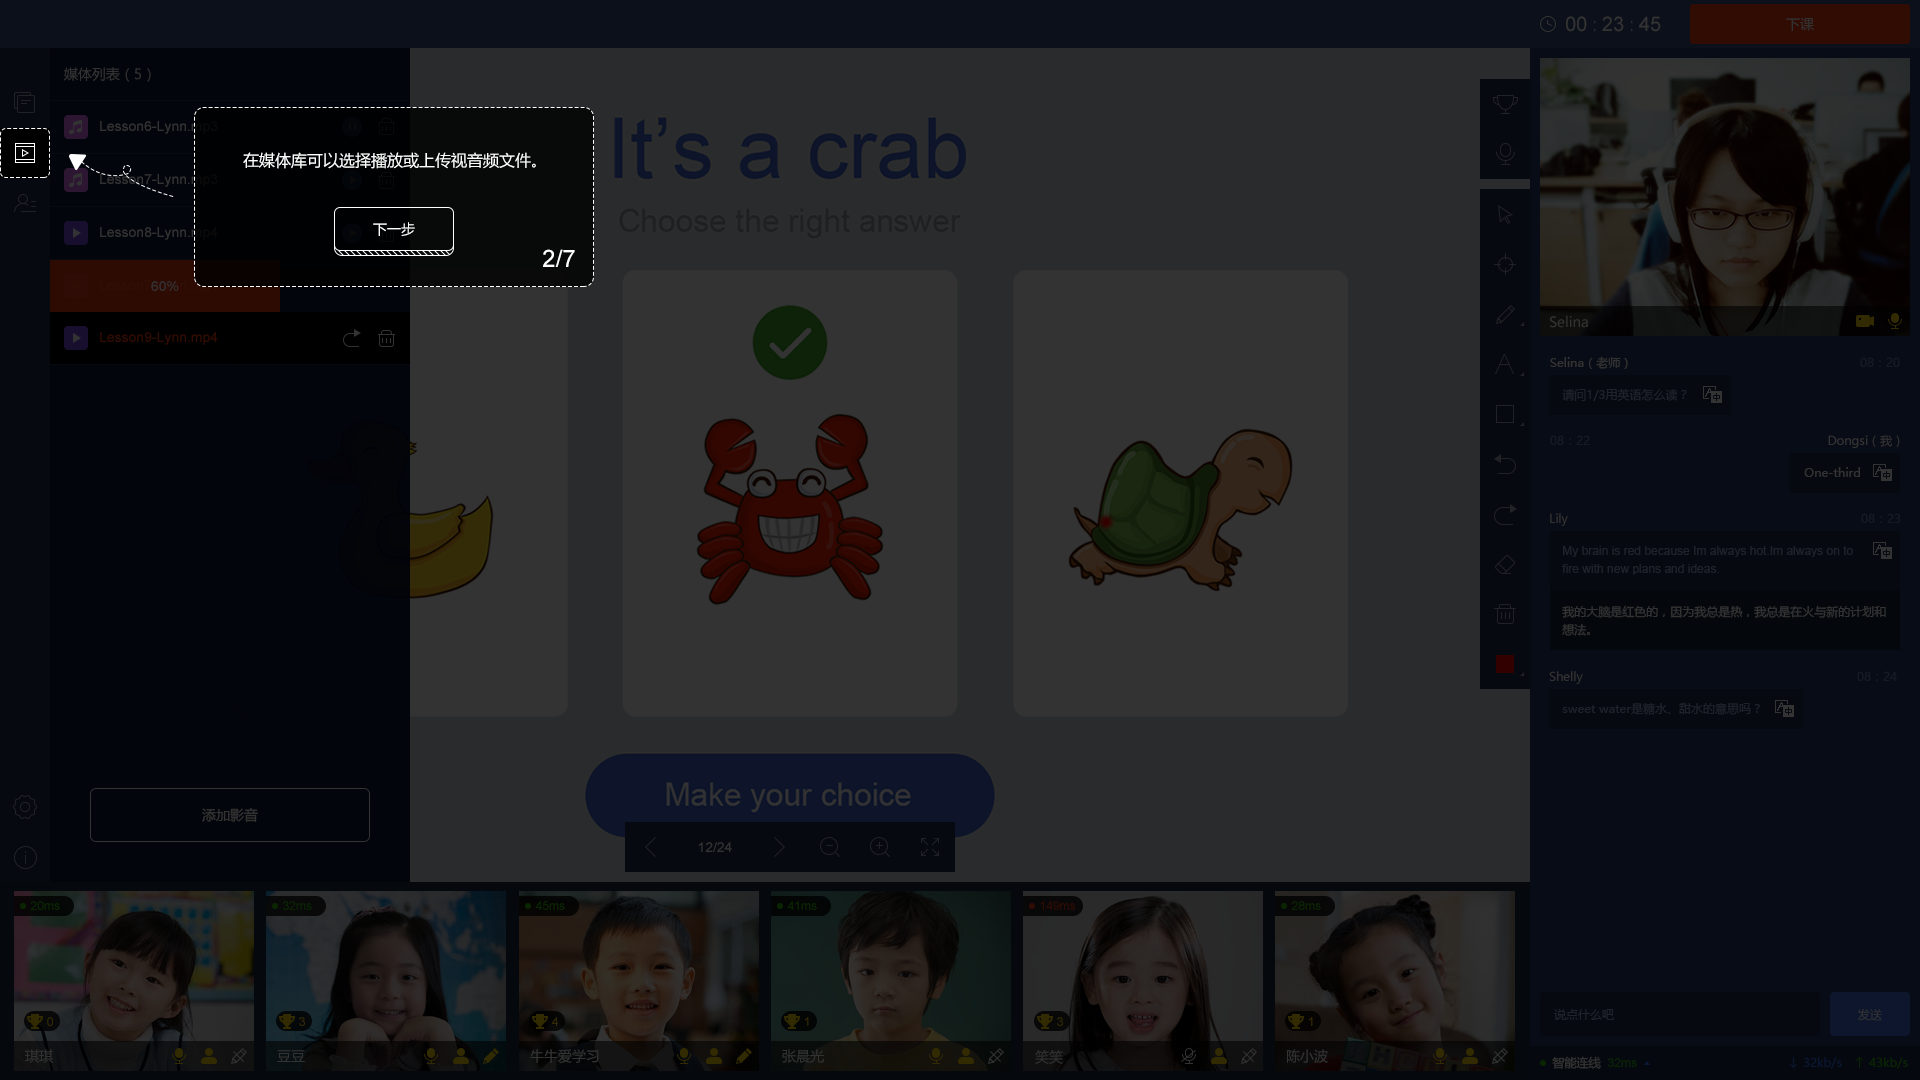 00 : 23 : 45
下课
媒体列表（5）
Lesson6-Lynn.mp3
Lesson7-Lynn.mp3
Lesson8-Lynn.mp4
60%
Lesson9-Lynn.mp4
添加影音
在媒体库可以选择播放或上传视音频文件。
下一步
2/7
It's a crab
Choose the right answer
Make your choice
12/24
Selina
Selina（老师）
08 : 20
请问1/3用英语怎么读？
08 : 22
Dongsi（我）
One-third
Lily
08 : 23
My brain is red because Im always hot.Im always on to
fire with new plans and ideas.
我的大脑是红色的，因为我总是热，我总是在火与新的计划和
想法。
Shelly
08 : 24
sweet water是糖水、甜水的意思吗？
说点什么吧
发送
智能连线 32ms
↓ 32kb/s ↑ 43kb/s
20ms
0
琪琪
32ms
3
豆豆
45ms
4
牛牛爱学习
41ms
1
张晨光
149ms
3
笑笑
28ms
1
陈小波